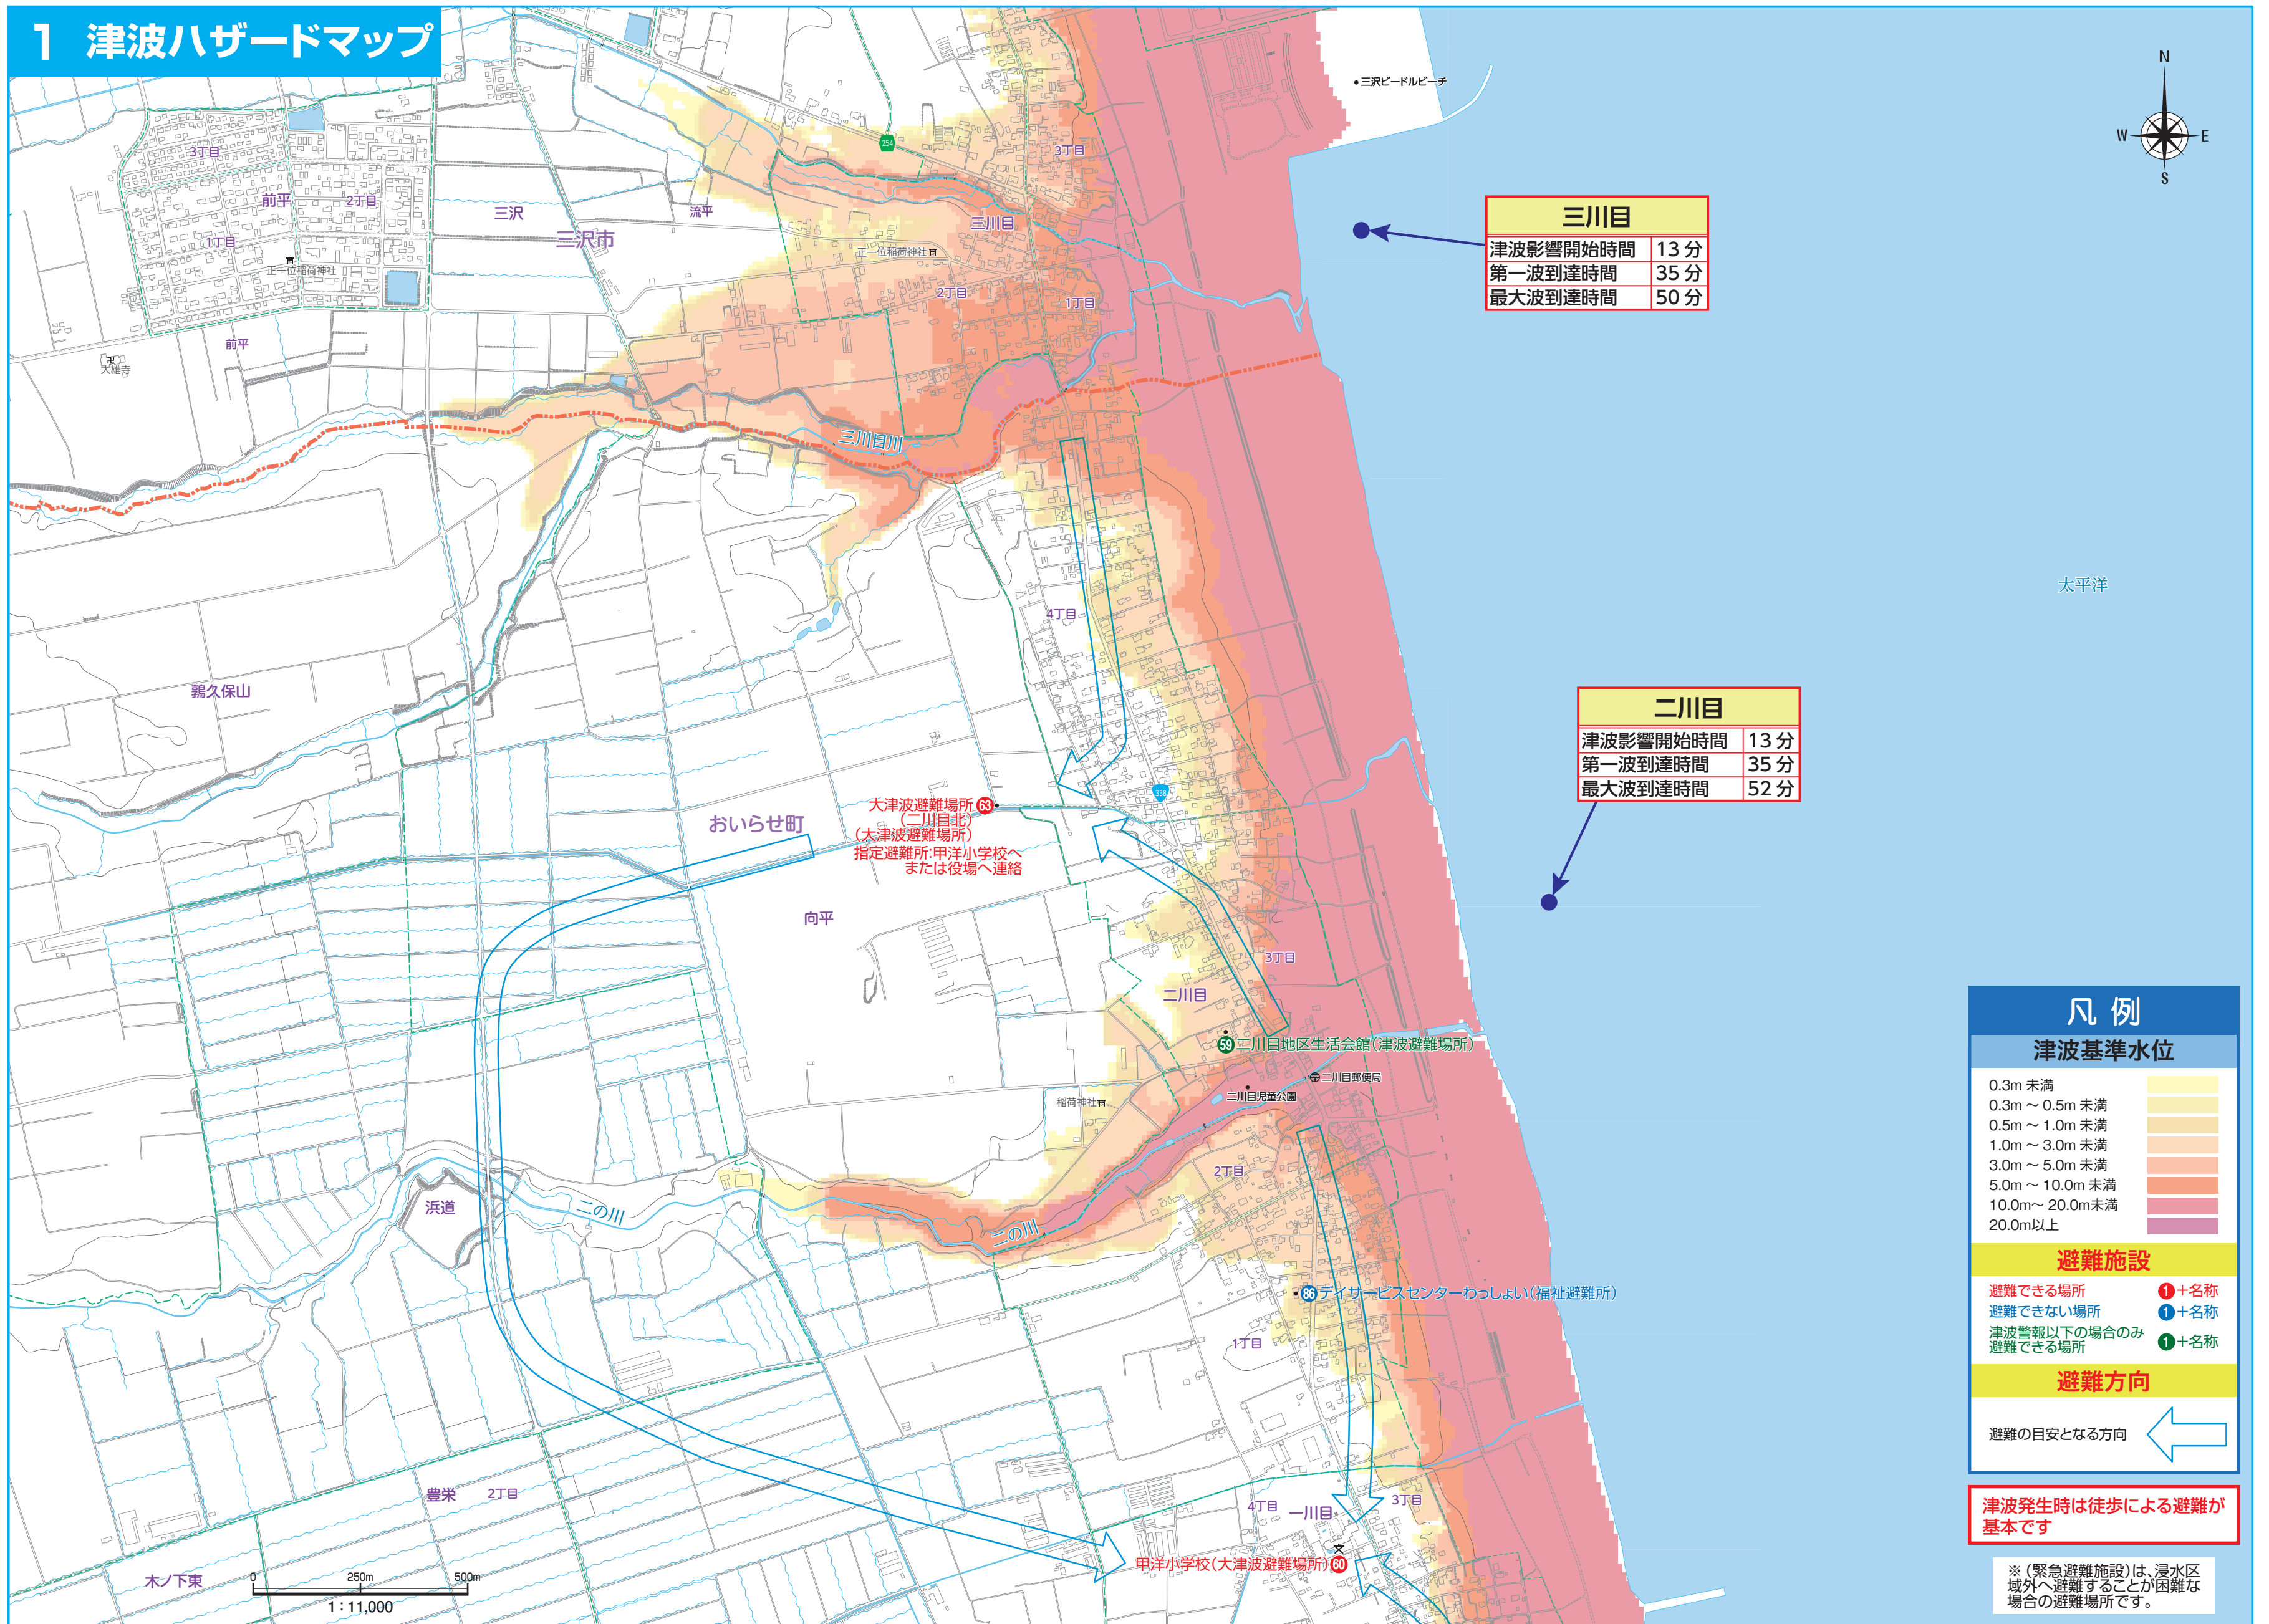 1 津波ハザードマップ
三沢ビードルビーチ
N
W
E
S
254
3丁目
3丁目
前平
2丁目
三沢
流平
三川目
三沢市
1丁目
正一位稲荷神社
正一位稲荷神社
2丁目
1丁目
前平
大雄寺
三川目川
三川目
津波影響開始時間 13 分
第一波到達時間 35 分
最大波到達時間 50 分
太平洋
4丁目
鶉久保山
二川目
津波影響開始時間 13 分
第一波到達時間 35 分
最大波到達時間 52 分
338
大津波避難場所 63
(二川目北)
(大津波避難場所)
指定避難所:甲洋小学校へ
または役場へ連絡
おいらせ町
向平
3丁目
二川目
59 二川目地区生活会館(津波避難場所)
二川目郵便局
二川目児童公園
稲荷神社
2丁目
浜道
二の川
二の川
86 デイサービスセンターわっしょい(福祉避難所)
1丁目
豊栄
2丁目
4丁目
一川目
3丁目
文
甲洋小学校(大津波避難場所) 60
木ノ下東
0 250m 500m
1:11,000
凡 例
津波基準水位
0.3m 未満
0.3m ～ 0.5m 未満
0.5m ～ 1.0m 未満
1.0m ～ 3.0m 未満
3.0m ～ 5.0m 未満
5.0m ～ 10.0m 未満
10.0m～ 20.0m未満
20.0m以上
避難施設
避難できる場所 1+名称
避難できない場所 1+名称
津波警報以下の場合のみ
避難できる場所 1+名称
避難方向
避難の目安となる方向
津波発生時は徒歩による避難が
基本です
※(緊急避難施設)は、浸水区
域外へ避難することが困難な
場合の避難場所です。